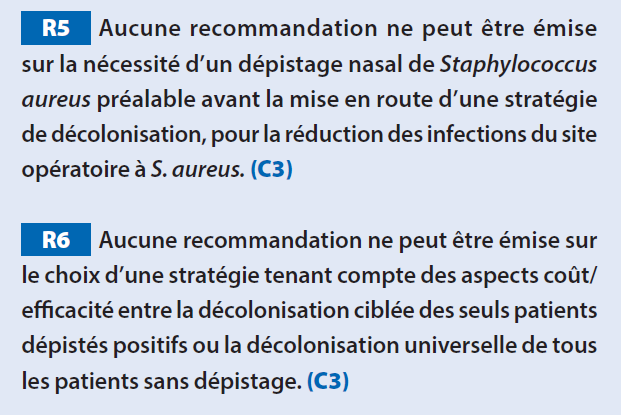 R5 Aucune recommandation ne peut être émise
sur la nécessité d’un dépistage nasal de Staphylococcus
aureus préalable avant la mise en route d’une stratégie
de décolonisation, pour la réduction des infections du site
opératoire à S. aureus. (C3)
R6 Aucune recommandation ne peut être émise sur
le choix d’une stratégie tenant compte des aspects coût/
efficacité entre la décolonisation ciblée des seuls patients
dépistés positifs ou la décolonisation universelle de tous
les patients sans dépistage. (C3)